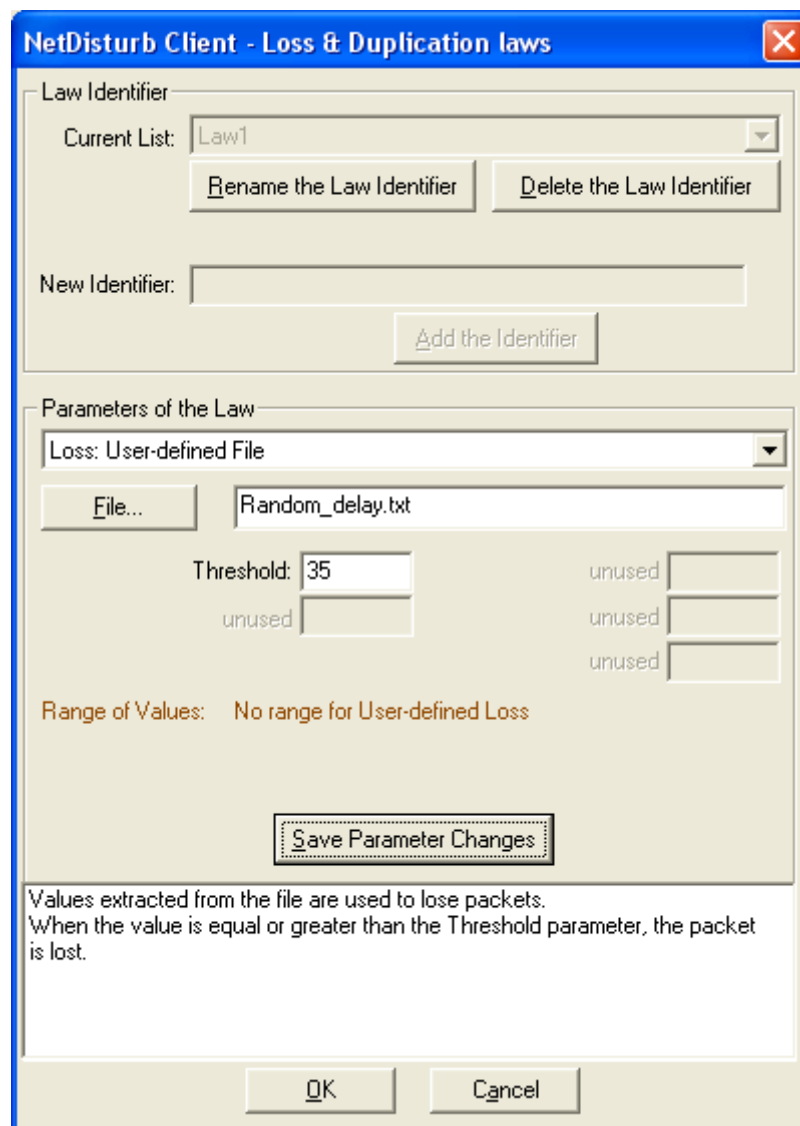 NetDisturb Client - Loss & Duplication laws
Law Identifier
Current List: Law1
Rename the Law Identifier Delete the Law Identifier
New Identifier:
Add the Identifier
Parameters of the Law
Loss: User-defined File
File... Random_delay.txt
Threshold: 35 unused
unused unused
unused
Range of Values: No range for User-defined Loss
Save Parameter Changes
Values extracted from the file are used to lose packets.
When the value is equal or greater than the Threshold parameter, the packet
is lost.
OK Cancel